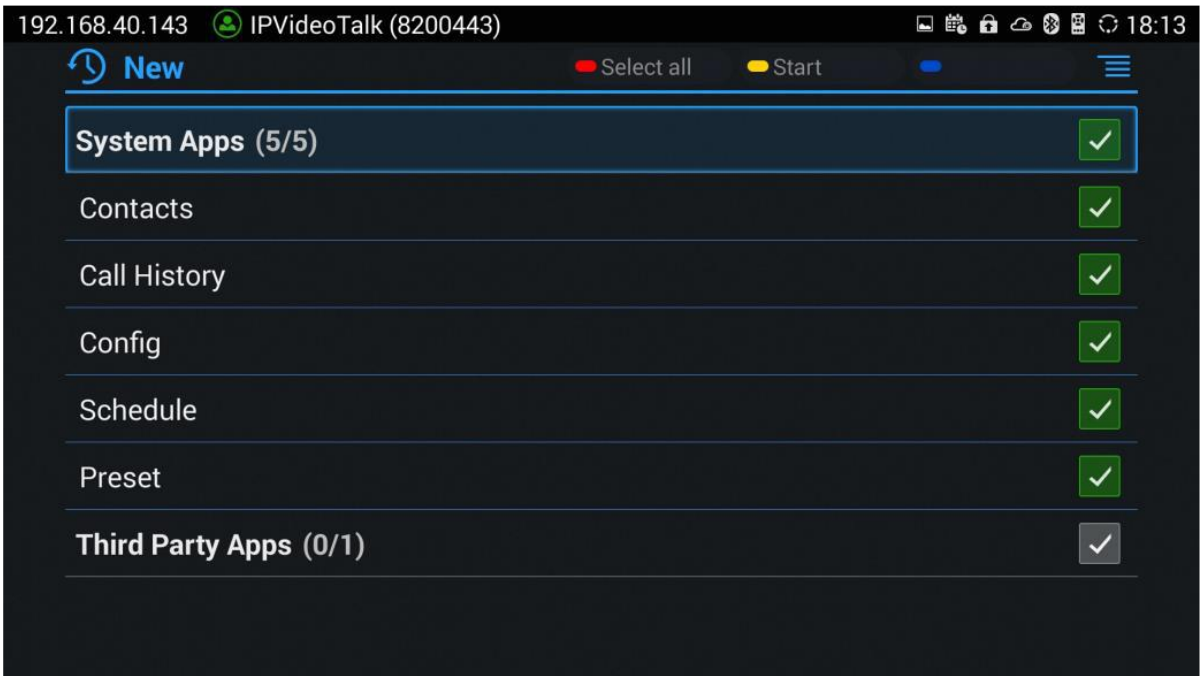 192.168.40.143 IPVideoTalk (8200443) 18:13
New Select all Start
System Apps (5/5)
Contacts
Call History
Config
Schedule
Preset
Third Party Apps (0/1)